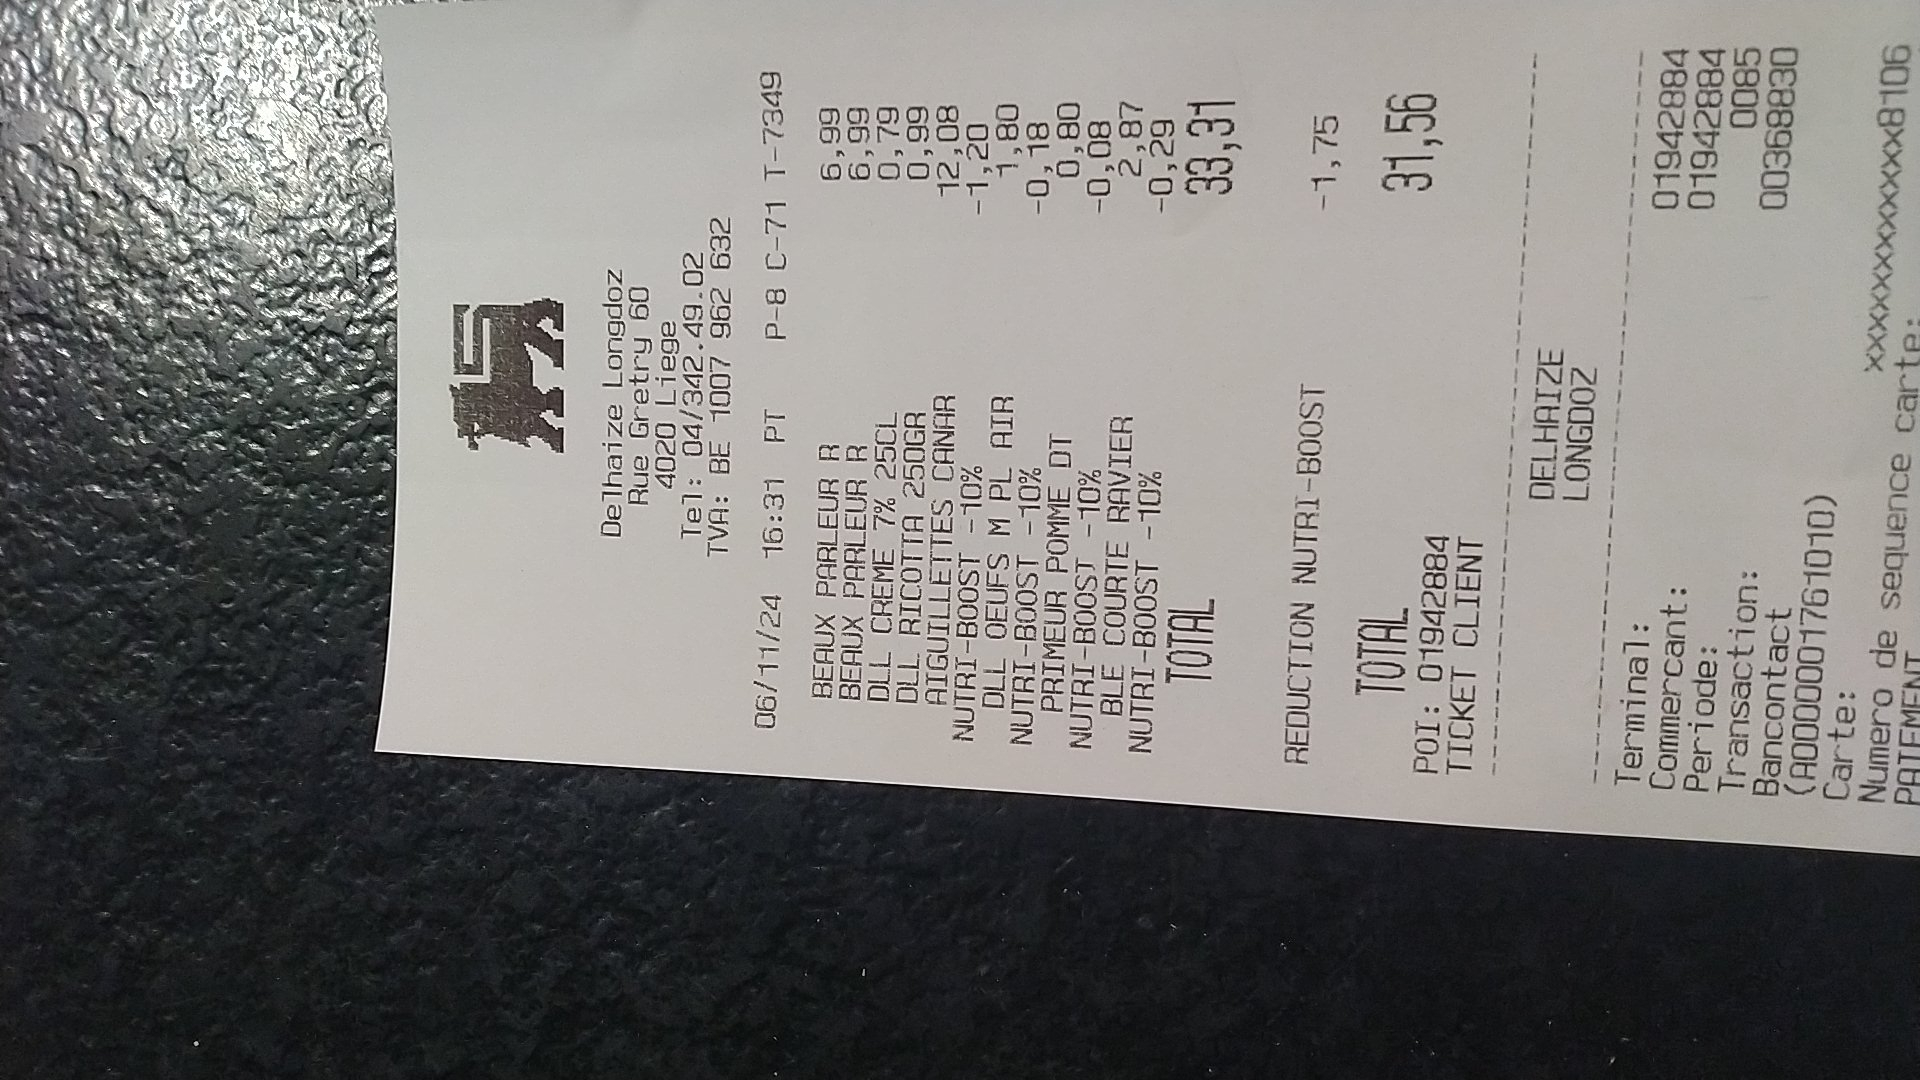 Delhaize Longdoz
Rue Gretry 60
4020 Liege
Tel: 04/342.49.02
TVA: BE 1007 962 632
06/11/24 16:31 PT P-8 C-71 T-7349
BEAUX PARLEUR R 6,99
BEAUX PARLEUR R 6,99
DLL CREME 7% 25CL 0,79
DLL RICOTTA 250GR 0,99
AIGUILLETTES CANAR 12,08
NUTRI-BOOST -10% -1,20
DLL OEUFS M PL AIR 1,80
NUTRI-BOOST -10% -0,18
PRIMEUR POMME DT 0,80
NUTRI-BOOST -10% -0,08
BLE COURTE RAVIER 2,87
NUTRI-BOOST -10% -0,29
TOTAL 33,31
REDUCTION NUTRI-BOOST -1,75
TOTAL 31,56
POI: 01942884
TICKET CLIENT
DELHAIZE
LONGDOZ
Terminal: 01942884
Commercant: 01942884
Periode: 0085
Transaction: 00368830
Bancontact
(A0000001761010)
Carte: xxxxxxxxxxxxxxx8106
Numero de sequence carte:
PAIEMENT